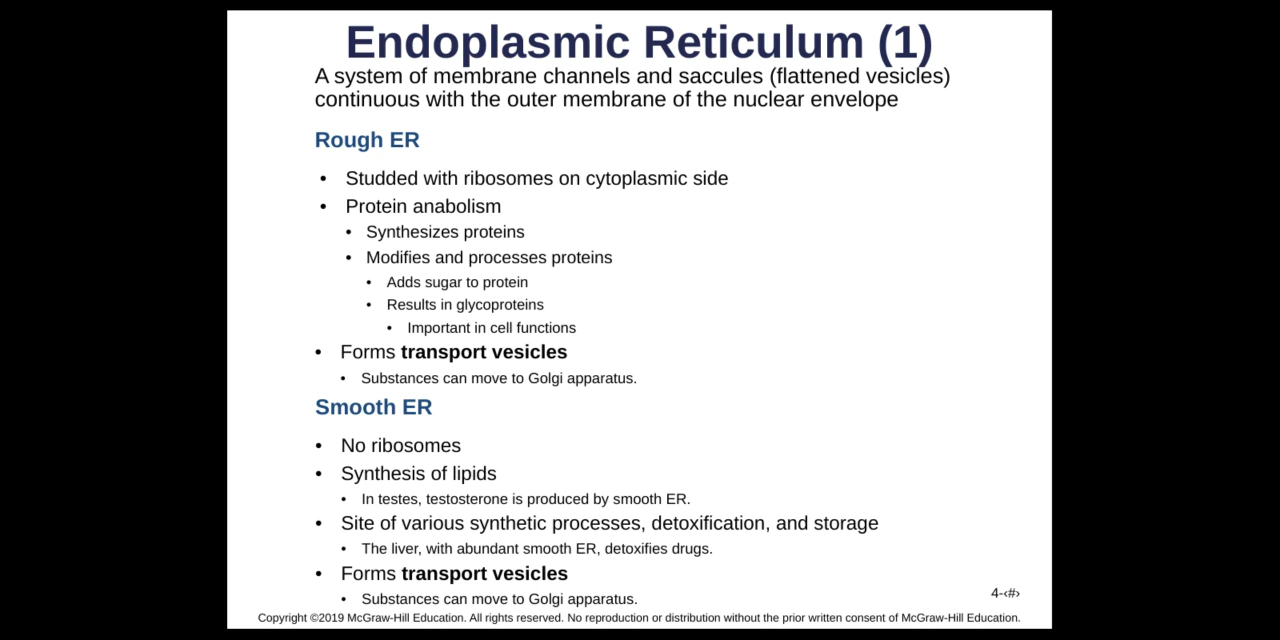 Endoplasmic Reticulum (1)
A system of membrane channels and saccules (flattened vesicles)
continuous with the outer membrane of the nuclear envelope
Rough ER
• Studded with ribosomes on cytoplasmic side
• Protein anabolism
• Synthesizes proteins
• Modifies and processes proteins
• Adds sugar to protein
• Results in glycoproteins
• Important in cell functions
• Forms transport vesicles
• Substances can move to Golgi apparatus.
Smooth ER
• No ribosomes
• Synthesis of lipids
• In testes, testosterone is produced by smooth ER.
• Site of various synthetic processes, detoxification, and storage
• The liver, with abundant smooth ER, detoxifies drugs.
• Forms transport vesicles
• Substances can move to Golgi apparatus.
4-‹#›
Copyright ©2019 McGraw-Hill Education. All rights reserved. No reproduction or distribution without the prior written consent of McGraw-Hill Education.